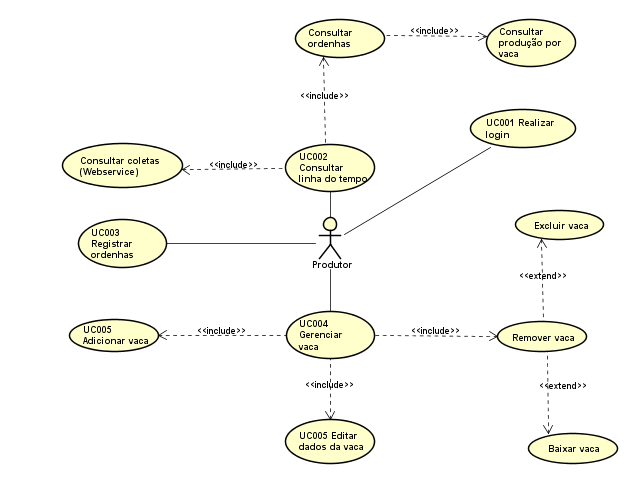 Consultar
ordenhas
<<include>>
Consultar
produção por
vaca
<<include>>
UC001 Realizar
login
UC002
Consultar
linha do tempo
<<include>>
Consultar coletas
(Webservice)
UC003
Registrar
ordenhas
Produtor
Excluir vaca
<<extend>>
UC004
Gerenciar
vaca
<<include>>
UC005
Adicionar vaca
<<include>>
Remover vaca
<<include>>
<<extend>>
UC005 Editar
dados da vaca
Baixar vaca